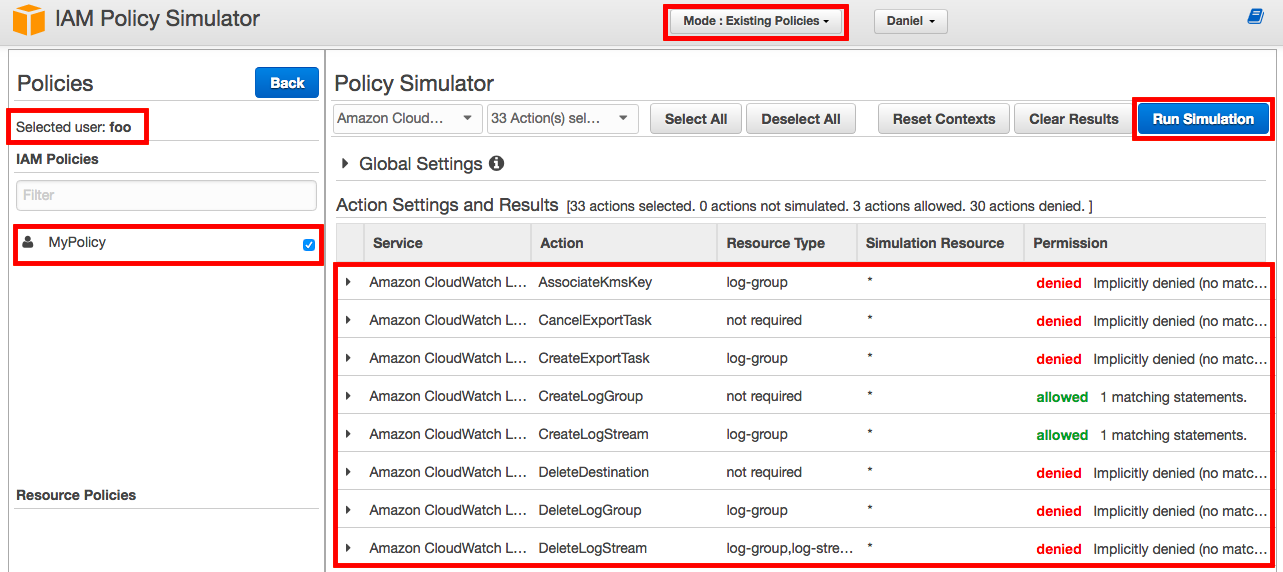 IAM Policy Simulator
Mode : Existing Policies
Daniel
Policies
Back
Selected user: foo
IAM Policies
Filter
MyPolicy
Resource Policies
Policy Simulator
Amazon Cloud...
33 Action(s) sel...
Select All
Deselect All
Reset Contexts
Clear Results
Run Simulation
Global Settings
Action Settings and Results [33 actions selected. 0 actions not simulated. 3 actions allowed. 30 actions denied. ]
Service Action Resource Type Simulation Resource Permission
Amazon CloudWatch L... AssociateKmsKey log-group * denied Implicitly denied (no matc...
Amazon CloudWatch L... CancelExportTask not required * denied Implicitly denied (no matc...
Amazon CloudWatch L... CreateExportTask log-group * denied Implicitly denied (no matc...
Amazon CloudWatch L... CreateLogGroup not required * allowed 1 matching statements.
Amazon CloudWatch L... CreateLogStream log-group * allowed 1 matching statements.
Amazon CloudWatch L... DeleteDestination not required * denied Implicitly denied (no matc...
Amazon CloudWatch L... DeleteLogGroup log-group * denied Implicitly denied (no matc...
Amazon CloudWatch L... DeleteLogStream log-group,log-stre... * denied Implicitly denied (no matc...